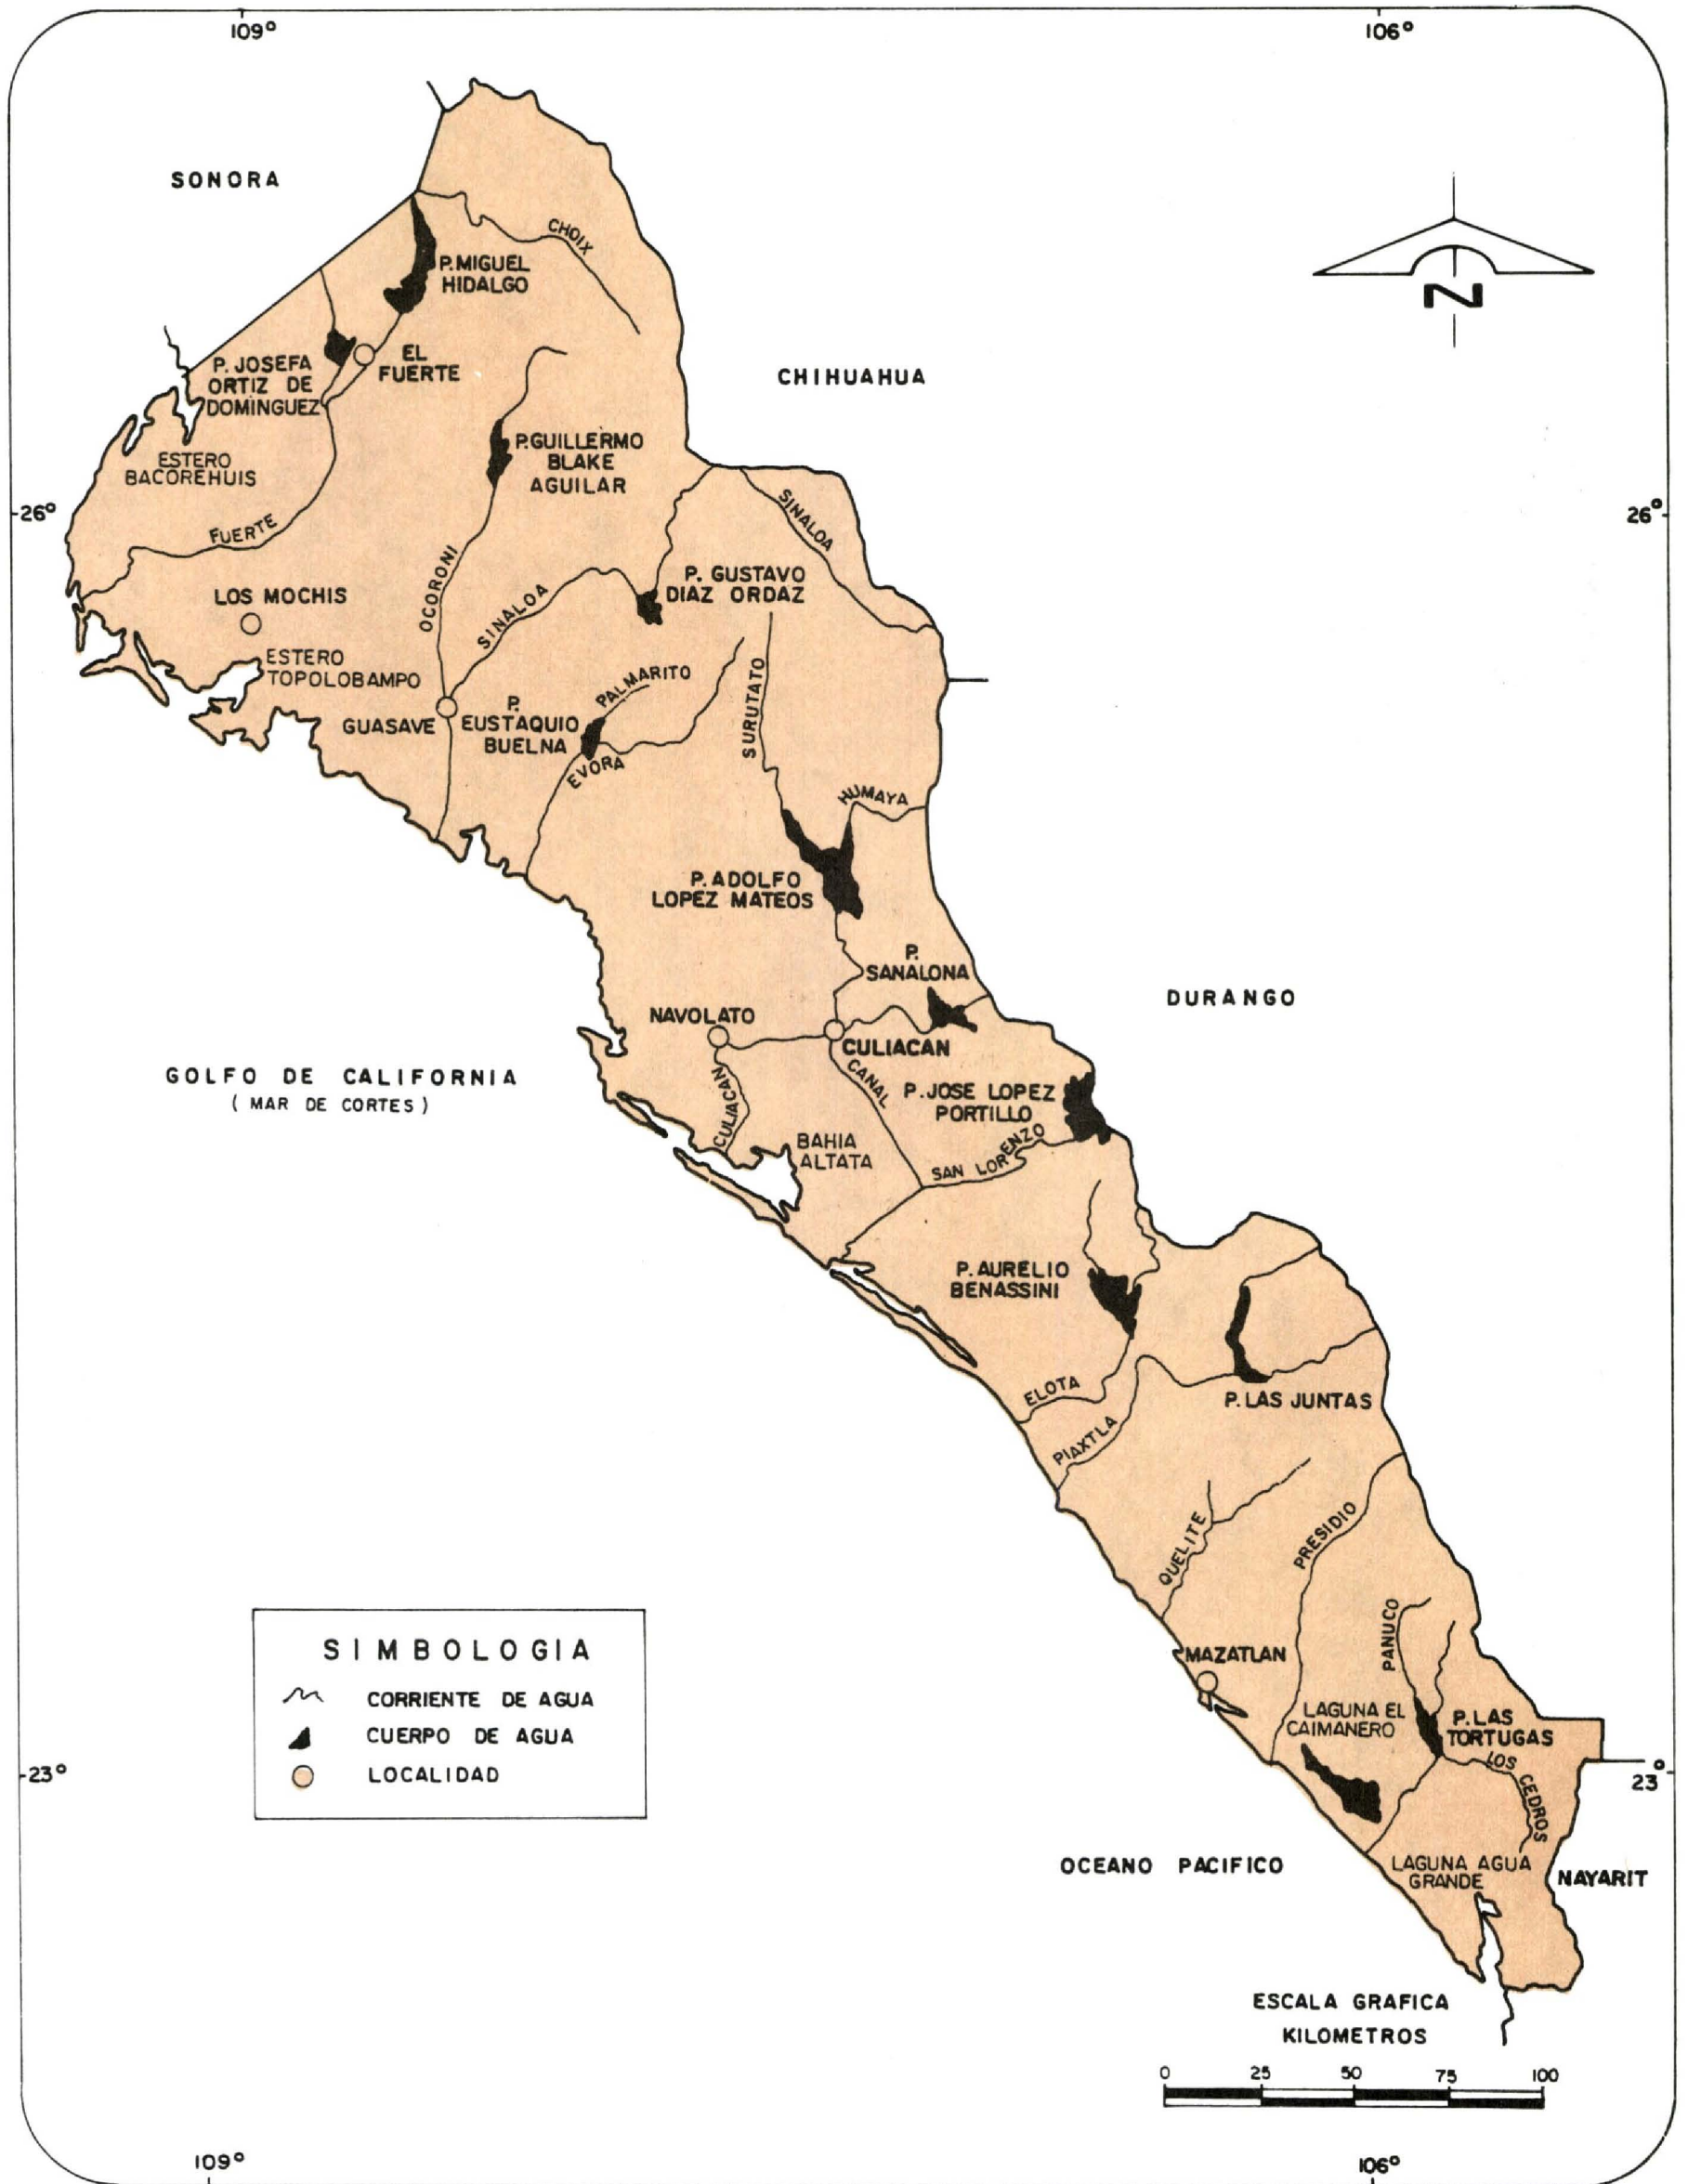 109°
106°
SONORA
CHOIX
P. MIGUEL
HIDALGO
N
P. JOSEFA
ORTIZ DE
DOMINGUEZ
EL
FUERTE
CHIHUAHUA
ESTERO
BACOREHUIS
P. GUILLERMO
BLAKE
AGUILAR
26°
26°
FUERTE
SINALOA
OCORONI
LOS MOCHIS
SINALOA
P. GUSTAVO
DIAZ ORDAZ
ESTERO
TOPOLOBAMPO
PALMARITO
SURUTATO
GUASAVE
P.
EUSTAQUIO
BUELNA
EVORA
HUMAYA
P. ADOLFO
LOPEZ MATEOS
P.
SANALONA
DURANGO
NAVOLATO
CULIACAN
GOLFO DE CALIFORNIA
( MAR DE CORTES )
CULIACAN
CANAL
P. JOSE LOPEZ
PORTILLO
BAHIA
ALTATA
SAN LORENZO
P. AURELIO
BENASSINI
ELOTA
P. LAS JUNTAS
PIAXTLA
QUELITE
PRESIDIO
PANUCO
MAZATLAN
LAGUNA EL
CAIMANERO
P. LAS
TORTUGAS
LOS CEDROS
SIMBOLOGIA
CORRIENTE DE AGUA
CUERPO DE AGUA
LOCALIDAD
23°
23°
OCEANO PACIFICO
LAGUNA AGUA
GRANDE
NAYARIT
ESCALA GRAFICA
KILOMETROS
0 25 50 75 100
109°
106°